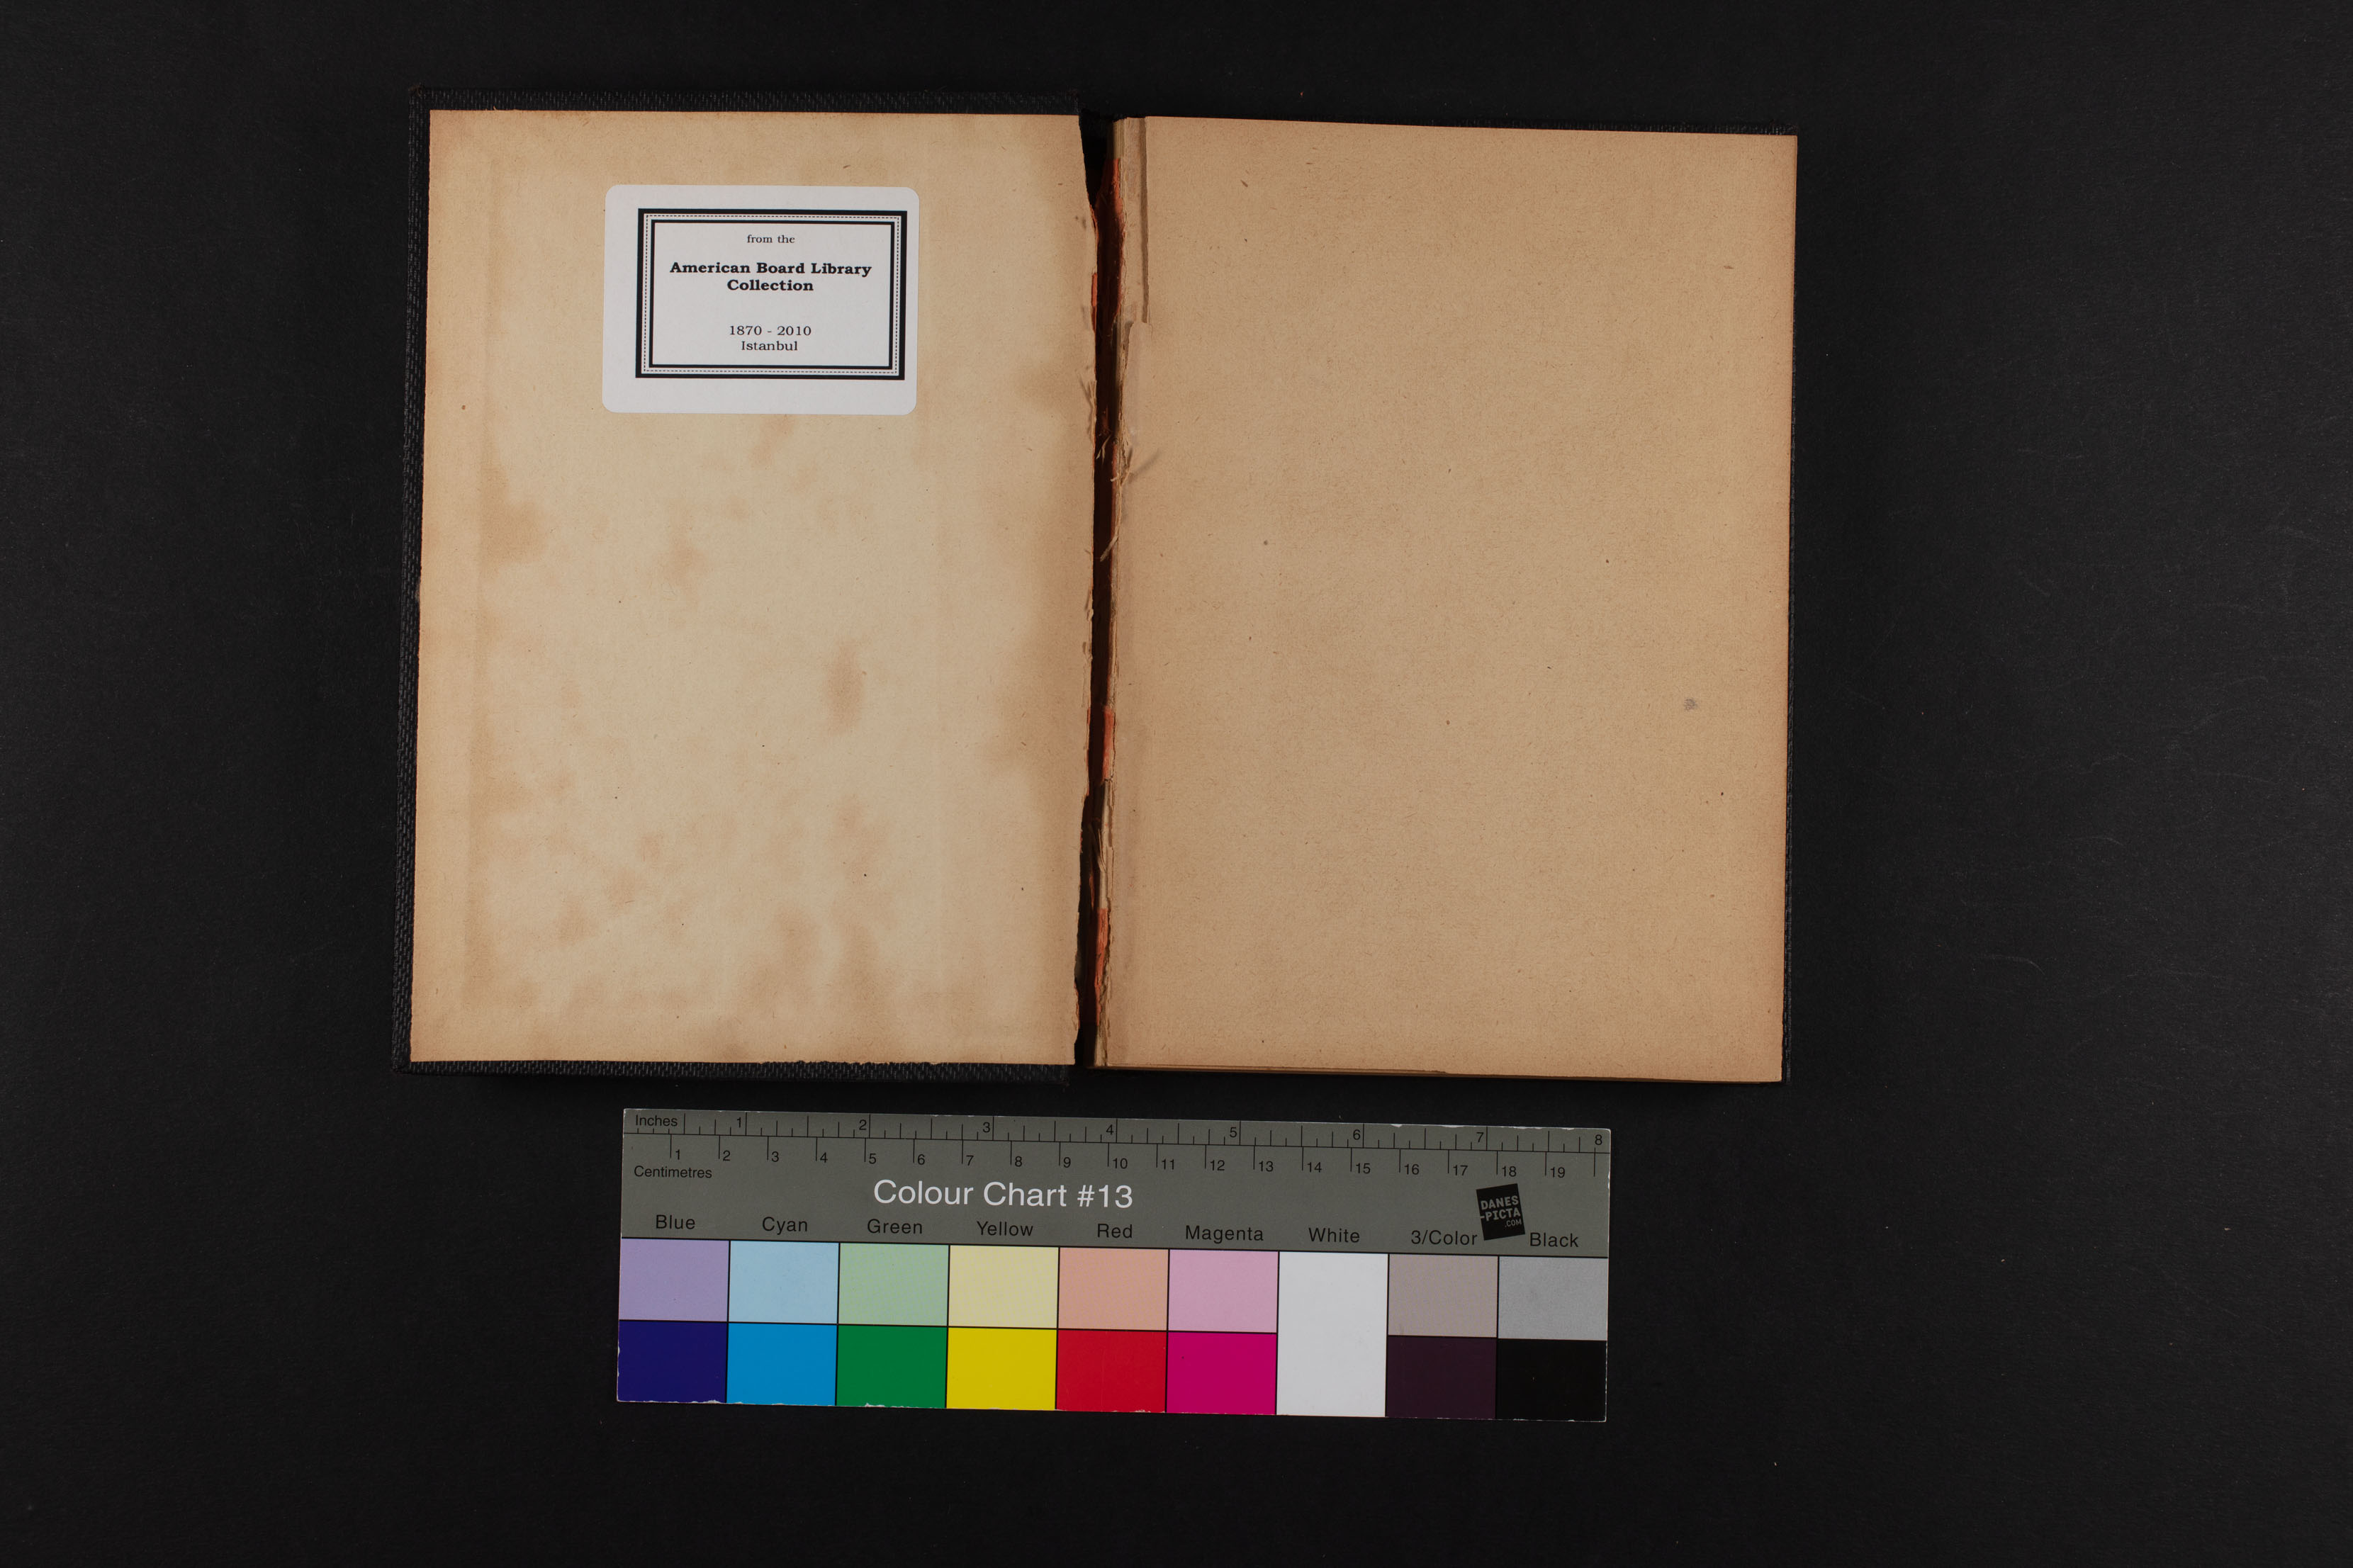 from the
American Board Library
Collection
1870 - 2010
Istanbul
Inches 1 2 3 4 5 6 7 8
1 2 3 4 5 6 7 8 9 10 11 12 13 14 15 16 17 18 19
Centimetres
Colour Chart #13
DANES
-PICTA
.COM
Blue Cyan Green Yellow Red Magenta White 3/Color Black